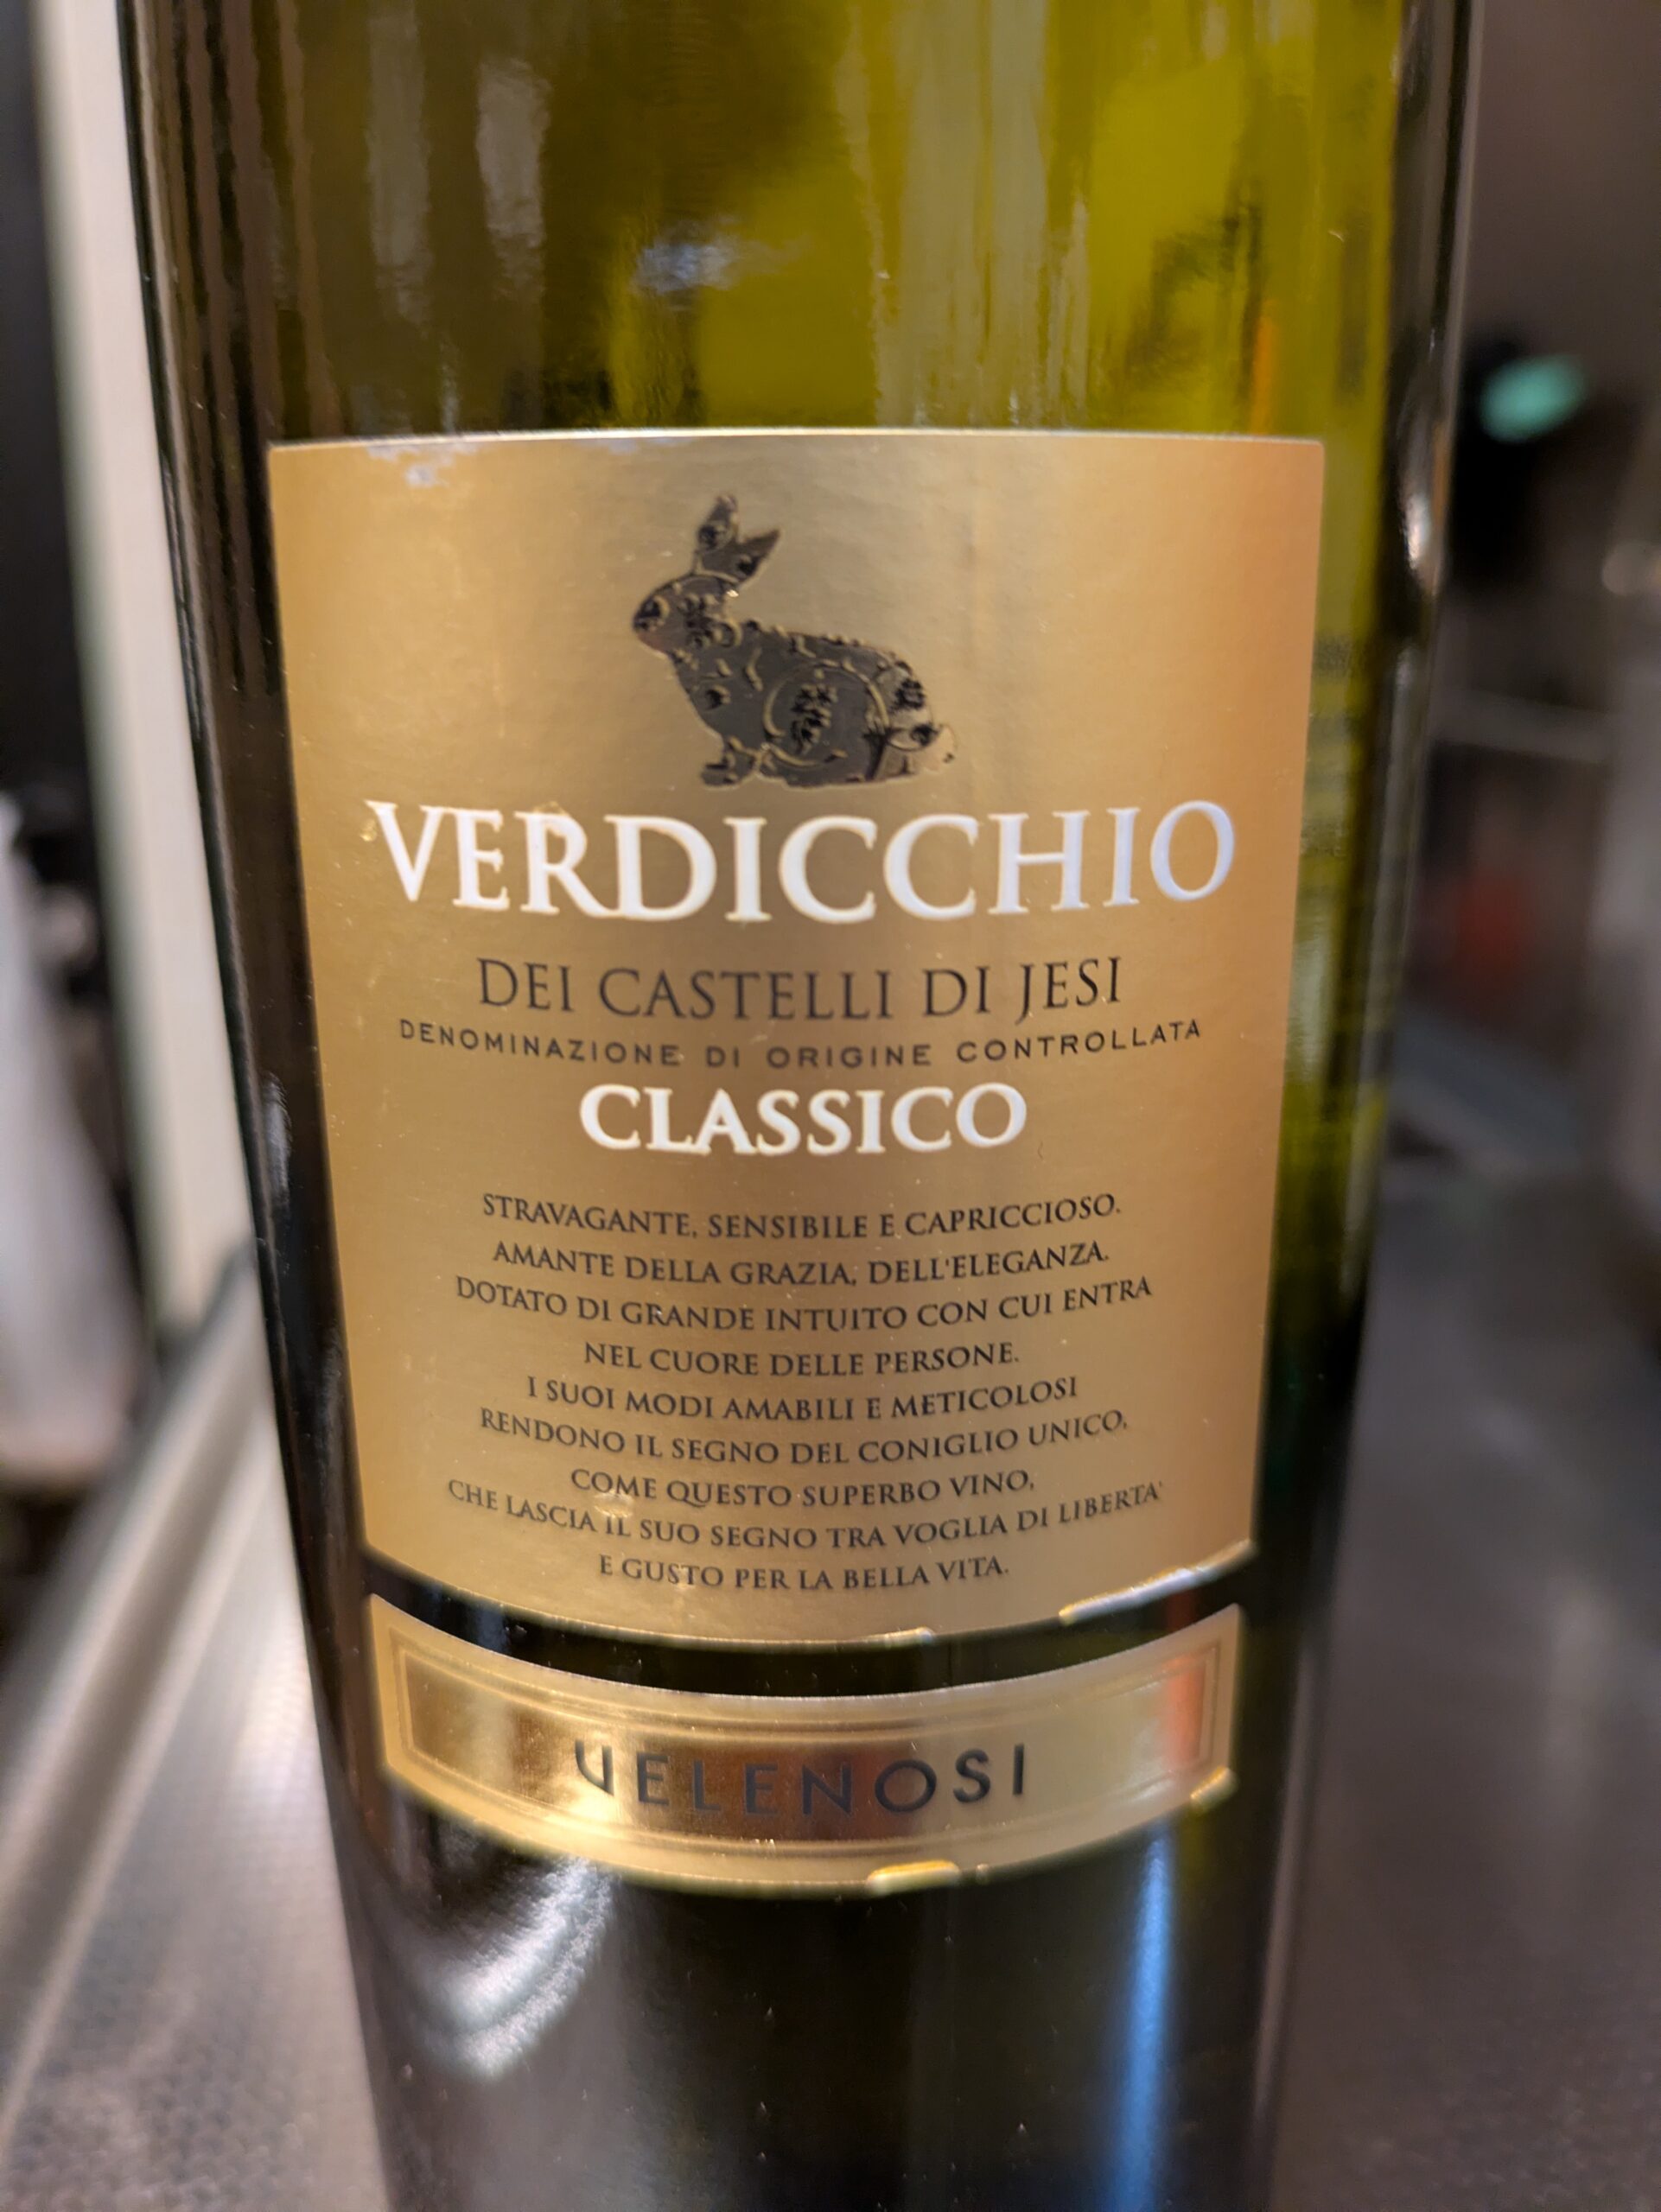 VERDICCHIO
DEI CASTELLI DI JESI
DENOMINAZIONE DI ORIGINE CONTROLLATA
CLASSICO
STRAVAGANTE, SENSIBILE E CAPRICCIOSO.
AMANTE DELLA GRAZIA, DELL'ELEGANZA.
DOTATO DI GRANDE INTUITO CON CUI ENTRA
NEL CUORE DELLE PERSONE.
I SUOI MODI AMABILI E METICOLOSI
RENDONO IL SEGNO DEL CONIGLIO UNICO,
COME QUESTO SUPERBO VINO,
CHE LASCIA IL SUO SEGNO TRA VOGLIA DI LIBERTA'
E GUSTO PER LA BELLA VITA.
VELENOSI